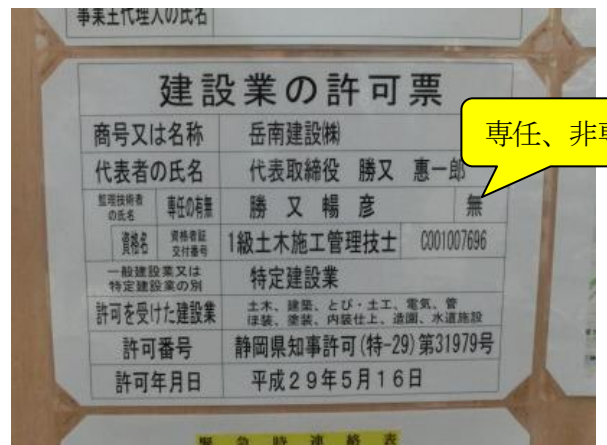 事業主代理人の氏名
建設業の許可票
商号又は名称 岳南建設㈱
代表者の氏名 代表取締役 勝又 惠一郎
監理技術者の氏名 専任の有無 勝又暢彦 無
資格名 資格者証交付番号 1級土木施工管理技士 C001007696
一般建設業又は特定建設業の別 特定建設業
許可を受けた建設業 土木、建築、とび・土工、電気、管
ほ装、塗装、内装仕上、造園、水道施設
許可番号 静岡県知事許可(特-29)第31979号
許可年月日 平成29年5月16日
緊急時連絡表
専任、非